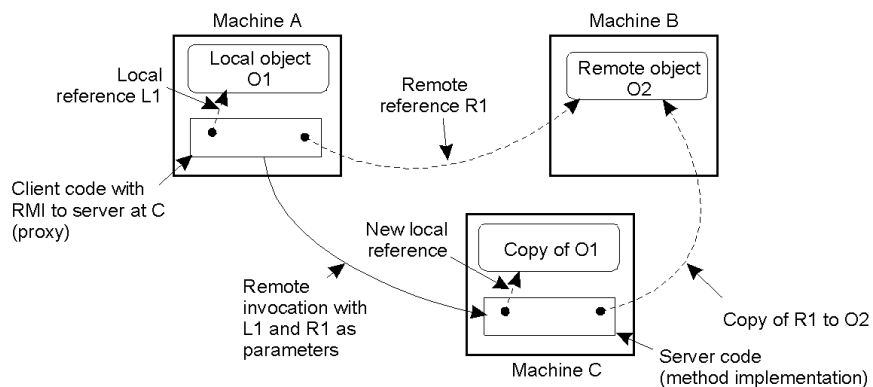 Machine A
Machine B
Local object
O1
Remote object
O2
Local
reference L1
Remote
reference R1
Client code with
RMI to server at C
(proxy)
New local
reference
Copy of O1
Remote
invocation with
L1 and R1 as
parameters
Copy of R1 to O2
Machine C
Server code
(method implementation)